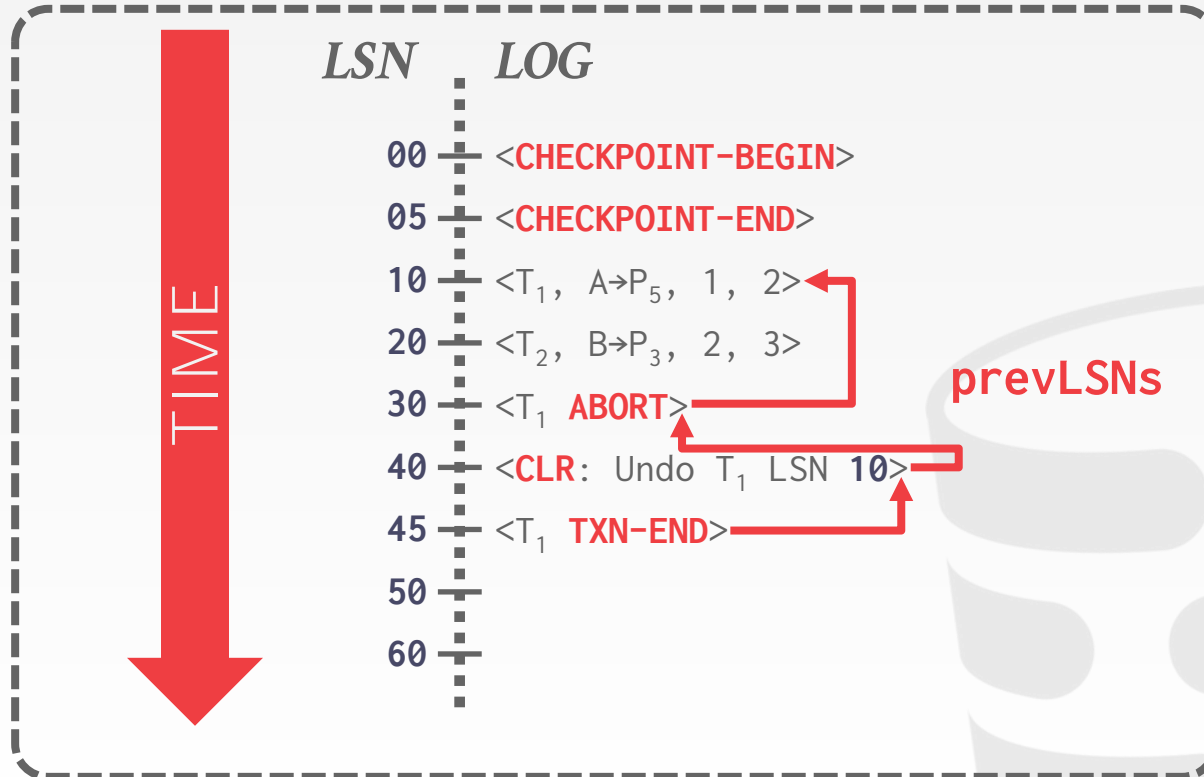 LSN LOG
00 <CHECKPOINT-BEGIN>
05 <CHECKPOINT-END>
10 <T₁, A→P₅, 1, 2>
20 <T₂, B→P₃, 2, 3>
prevLSNs
30 <T₁ ABORT>
40 <CLR: Undo T₁ LSN 10>
45 <T₁ TXN-END>
50
60
TIME